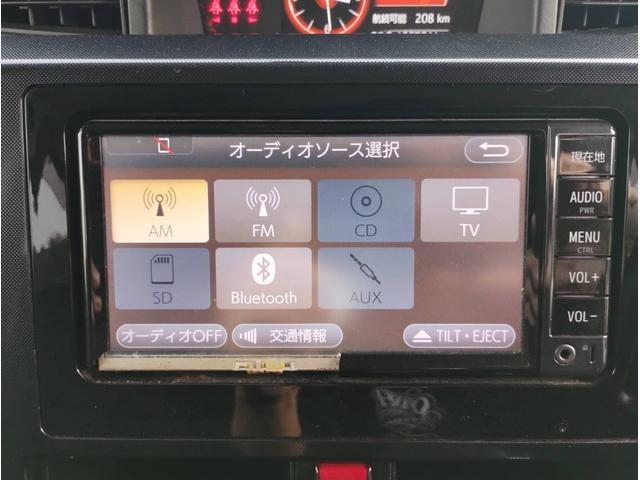 航続可能 208 km
オーディオソース選択
現在地
AM
FM
CD
TV
AUDIO
PWR
MENU
CTRL
SD
Bluetooth
AUX
VOL+
オーディオOFF
交通情報
TILT・EJECT
VOL-